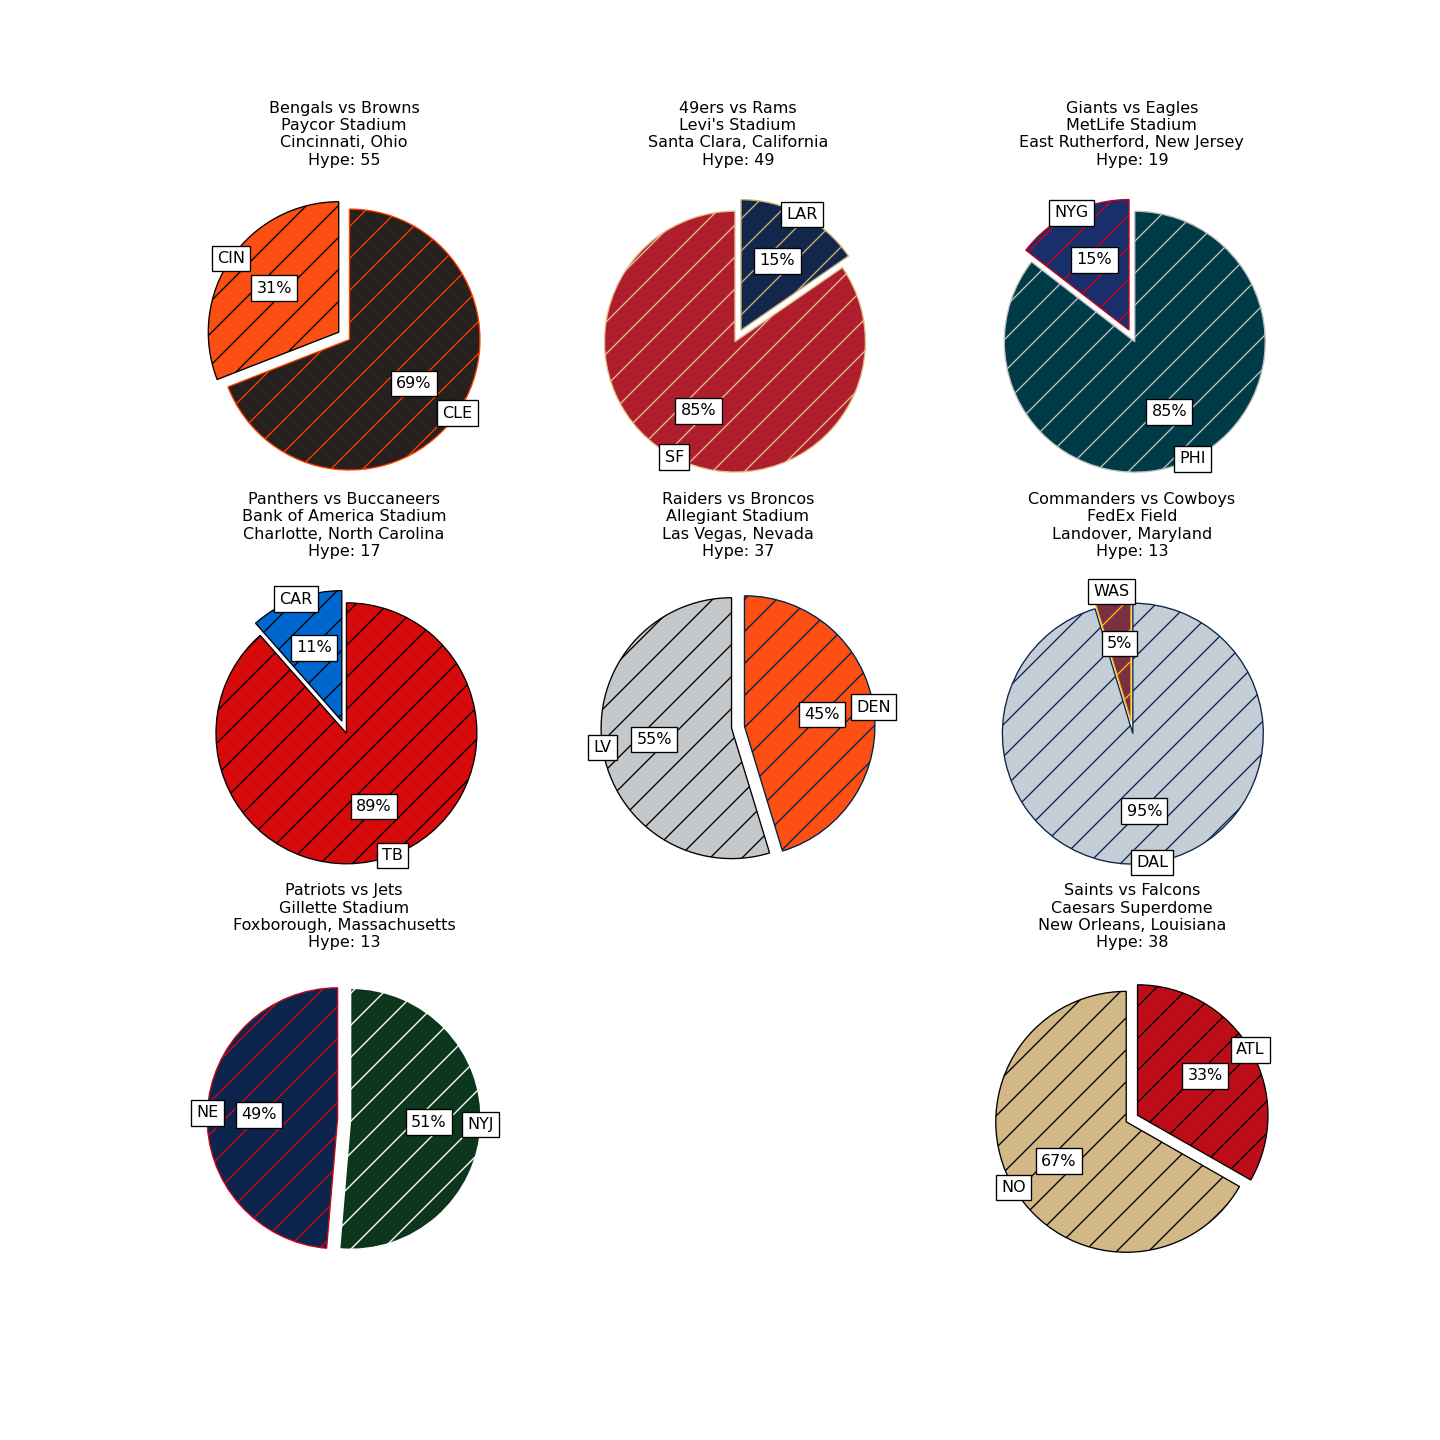 Bengals vs Browns
Paycor Stadium
Cincinnati, Ohio
Hype: 55
CIN
31%
69%
CLE
49ers vs Rams
Levi's Stadium
Santa Clara, California
Hype: 49
LAR
15%
85%
SF
Giants vs Eagles
MetLife Stadium
East Rutherford, New Jersey
Hype: 19
NYG
15%
85%
PHI
Panthers vs Buccaneers
Bank of America Stadium
Charlotte, North Carolina
Hype: 17
CAR
11%
89%
TB
Raiders vs Broncos
Allegiant Stadium
Las Vegas, Nevada
Hype: 37
DEN
45%
55%
LV
Commanders vs Cowboys
FedEx Field
Landover, Maryland
Hype: 13
WAS
5%
95%
DAL
Patriots vs Jets
Gillette Stadium
Foxborough, Massachusetts
Hype: 13
NE
49%
51%
NYJ
Saints vs Falcons
Caesars Superdome
New Orleans, Louisiana
Hype: 38
ATL
33%
67%
NO